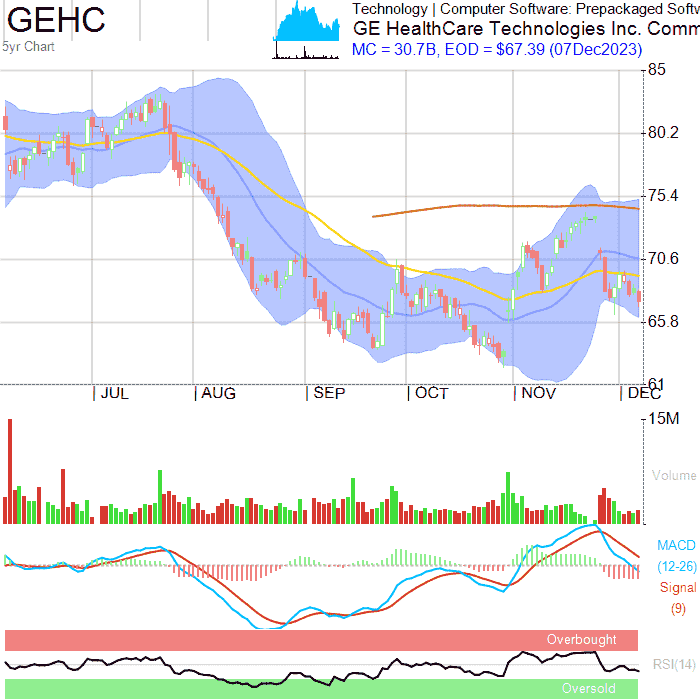 GEHC
5yr Chart
Technology | Computer Software: Prepackaged Softw
GE HealthCare Technologies Inc. Comm
MC = 30.7B, EOD = $67.39 (07Dec2023)
85
80.2
75.4
70.6
65.8
61
JUL AUG SEP OCT NOV DEC
15M
Volume
MACD
(12-26)
Signal
(9)
Overbought
RSI(14)
Oversold